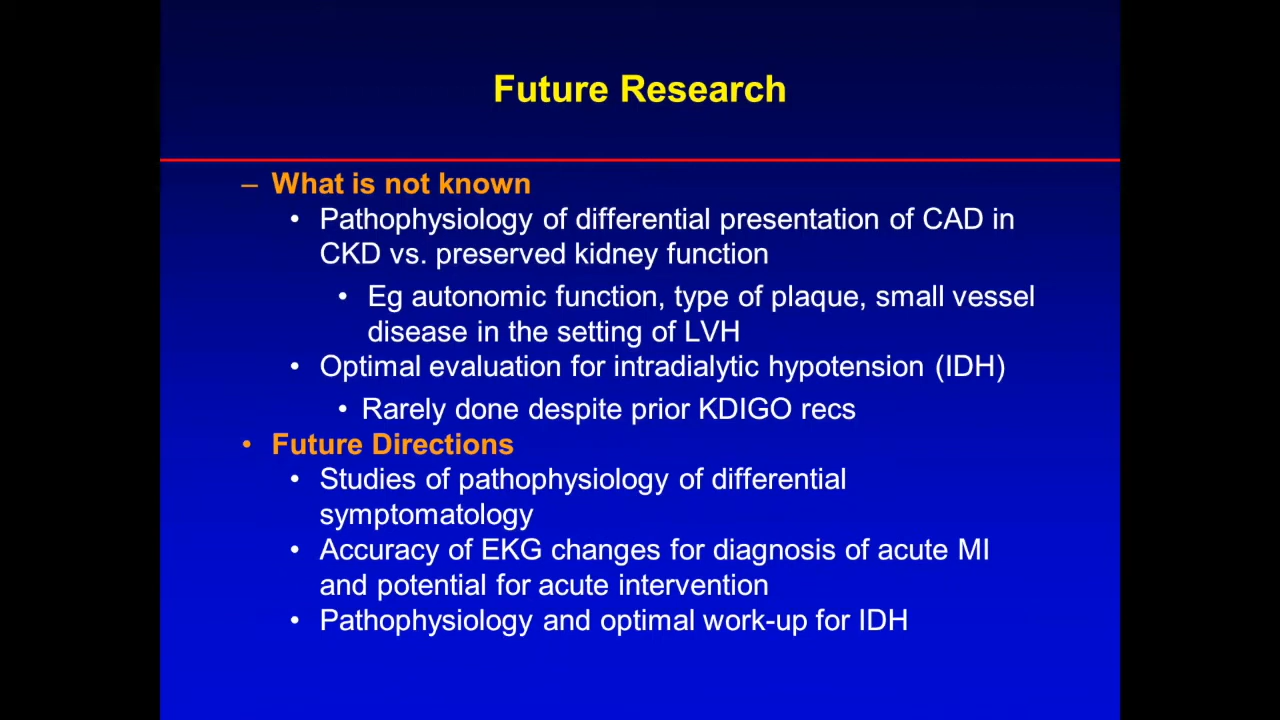 Future Research
– What is not known
• Pathophysiology of differential presentation of CAD in
CKD vs. preserved kidney function
• Eg autonomic function, type of plaque, small vessel
disease in the setting of LVH
• Optimal evaluation for intradialytic hypotension (IDH)
• Rarely done despite prior KDIGO recs
• Future Directions
• Studies of pathophysiology of differential
symptomatology
• Accuracy of EKG changes for diagnosis of acute MI
and potential for acute intervention
• Pathophysiology and optimal work-up for IDH